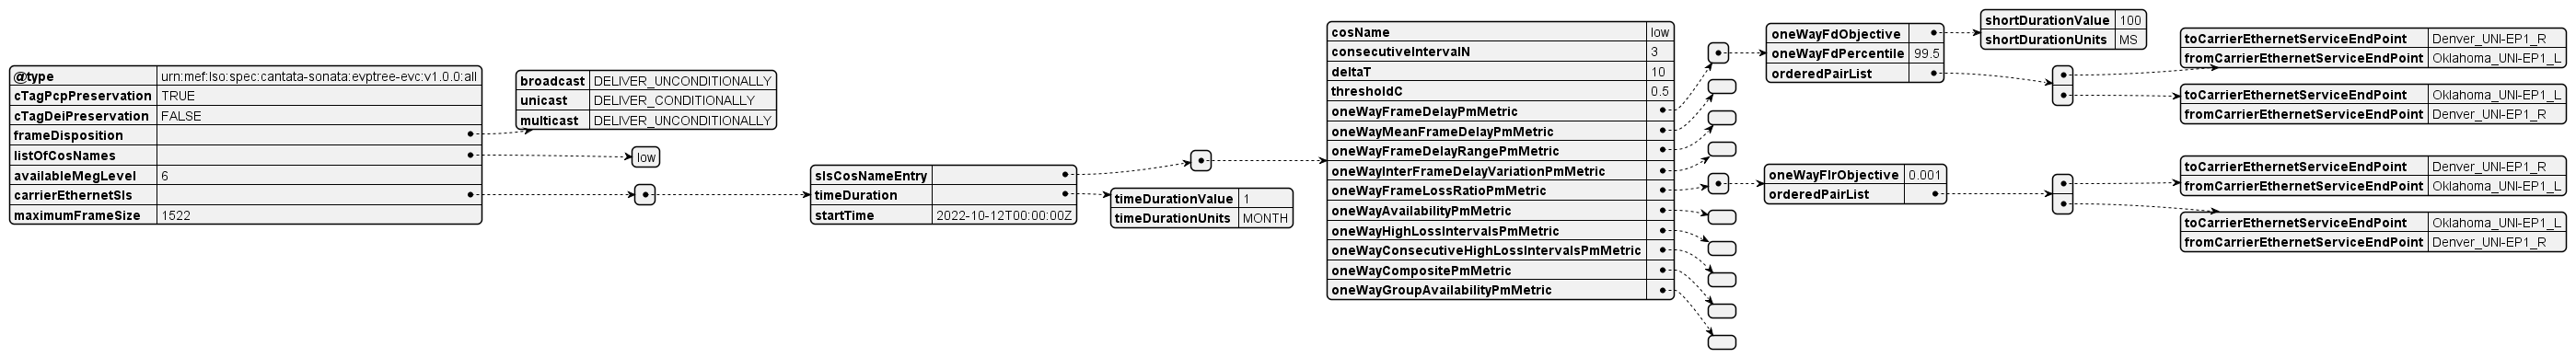 @type urn:mef:lso:spec:cantata-sonata:evptree-evc:v1.0.0:all
cTagPcpPreservation TRUE
cTagDeiPreservation FALSE
frameDisposition
listOfCosNames
availableMegLevel 6
carrierEthernetSls
maximumFrameSize 1522
broadcast DELIVER_UNCONDITIONALLY
unicast DELIVER_CONDITIONALLY
multicast DELIVER_UNCONDITIONALLY
low
slsCosNameEntry
timeDuration
startTime 2022-10-12T00:00:00Z
timeDurationValue 1
timeDurationUnits MONTH
cosName low
consecutiveIntervalN 3
deltaT 10
thresholdC 0.5
oneWayFrameDelayPmMetric
oneWayMeanFrameDelayPmMetric
oneWayFrameDelayRangePmMetric
oneWayInterFrameDelayVariationPmMetric
oneWayFrameLossRatioPmMetric
oneWayAvailabilityPmMetric
oneWayHighLossIntervalsPmMetric
oneWayConsecutiveHighLossIntervalsPmMetric
oneWayCompositePmMetric
oneWayGroupAvailabilityPmMetric
oneWayFdObjective
oneWayFdPercentile 99.5
orderedPairList
shortDurationValue 100
shortDurationUnits MS
toCarrierEthernetServiceEndPoint Denver_UNI-EP1_R
fromCarrierEthernetServiceEndPoint Oklahoma_UNI-EP1_L
toCarrierEthernetServiceEndPoint Oklahoma_UNI-EP1_L
fromCarrierEthernetServiceEndPoint Denver_UNI-EP1_R
oneWayFlrObjective 0.001
orderedPairList
toCarrierEthernetServiceEndPoint Denver_UNI-EP1_R
fromCarrierEthernetServiceEndPoint Oklahoma_UNI-EP1_L
toCarrierEthernetServiceEndPoint Oklahoma_UNI-EP1_L
fromCarrierEthernetServiceEndPoint Denver_UNI-EP1_R